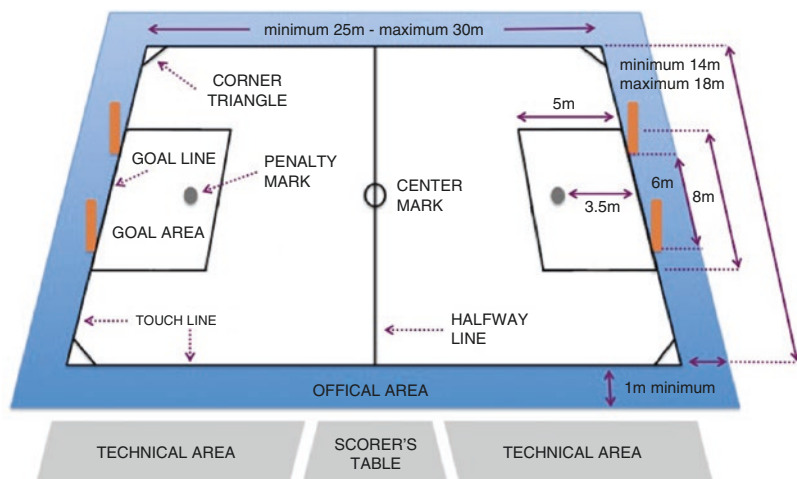 minimum 25m - maximum 30m
minimum 14m
maximum 18m
CORNER
TRIANGLE
5m
GOAL LINE
PENALTY
MARK
CENTER
MARK
6m
8m
3.5m
GOAL AREA
TOUCH LINE
HALFWAY
LINE
OFFICAL AREA
1m minimum
TECHNICAL AREA
SCORER'S
TABLE
TECHNICAL AREA